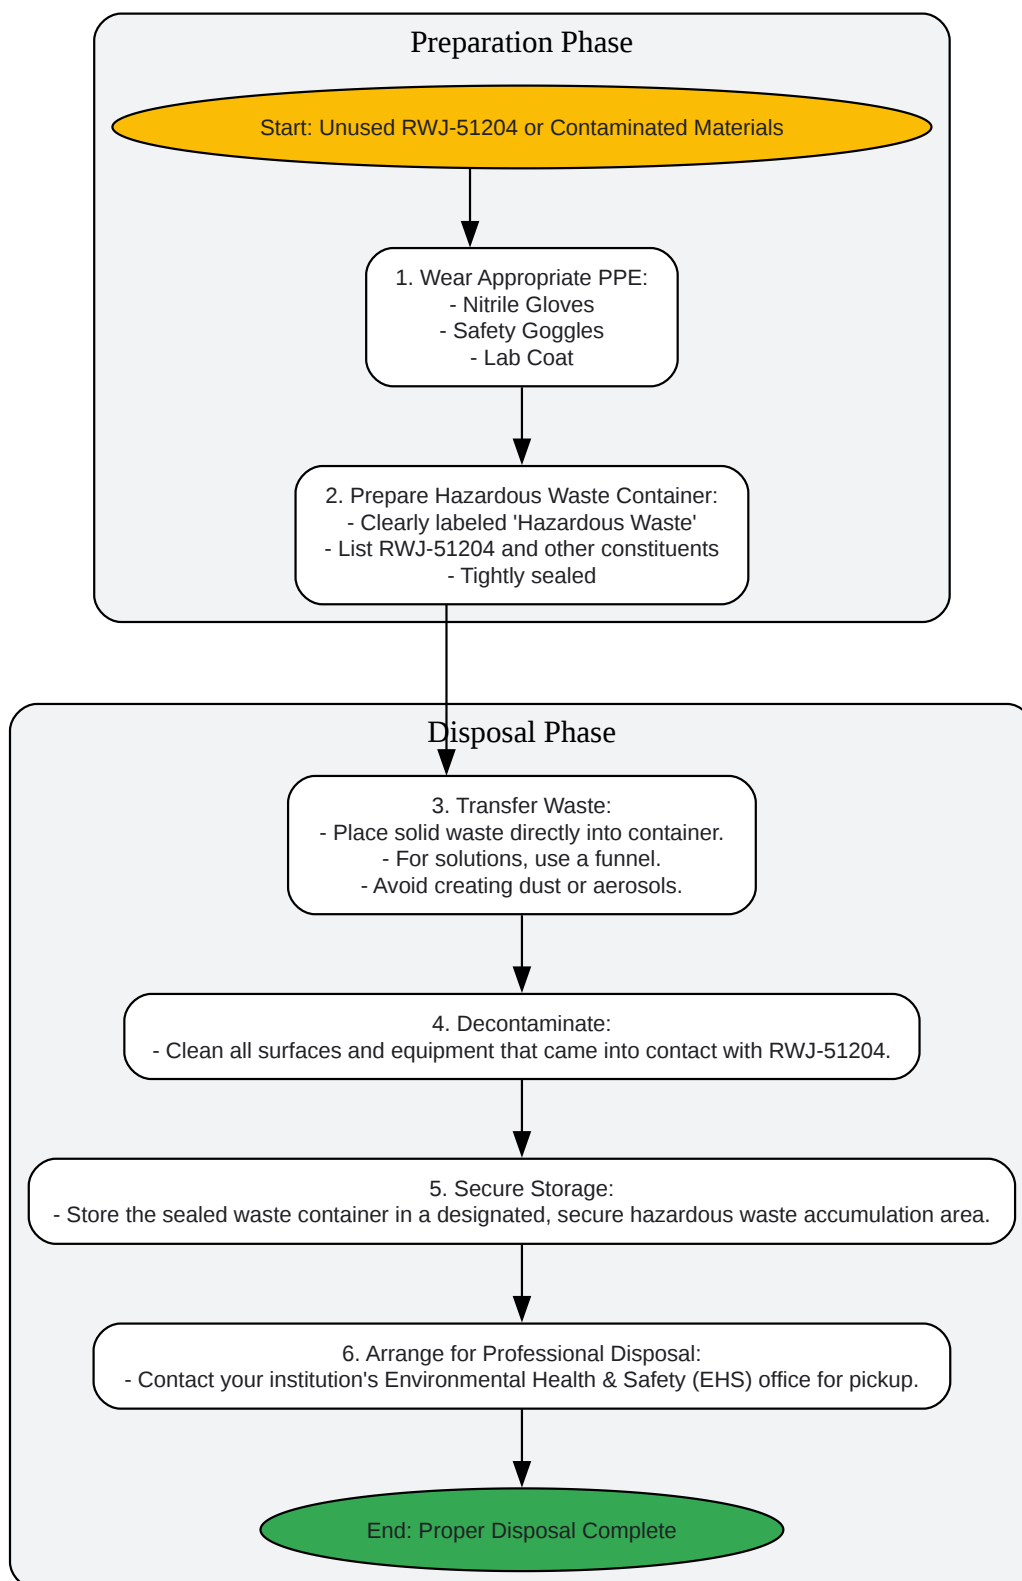 Preparation Phase
Start: Unused RWJ-51204 or Contaminated Materials
1. Wear Appropriate PPE:
- Nitrile Gloves
- Safety Goggles
- Lab Coat
2. Prepare Hazardous Waste Container:
- Clearly labeled 'Hazardous Waste'
- List RWJ-51204 and other constituents
- Tightly sealed
Disposal Phase
3. Transfer Waste:
- Place solid waste directly into container.
- For solutions, use a funnel.
- Avoid creating dust or aerosols.
4. Decontaminate:
- Clean all surfaces and equipment that came into contact with RWJ-51204.
5. Secure Storage:
- Store the sealed waste container in a designated, secure hazardous waste accumulation area.
6. Arrange for Professional Disposal:
- Contact your institution's Environmental Health & Safety (EHS) office for pickup.
End: Proper Disposal Complete